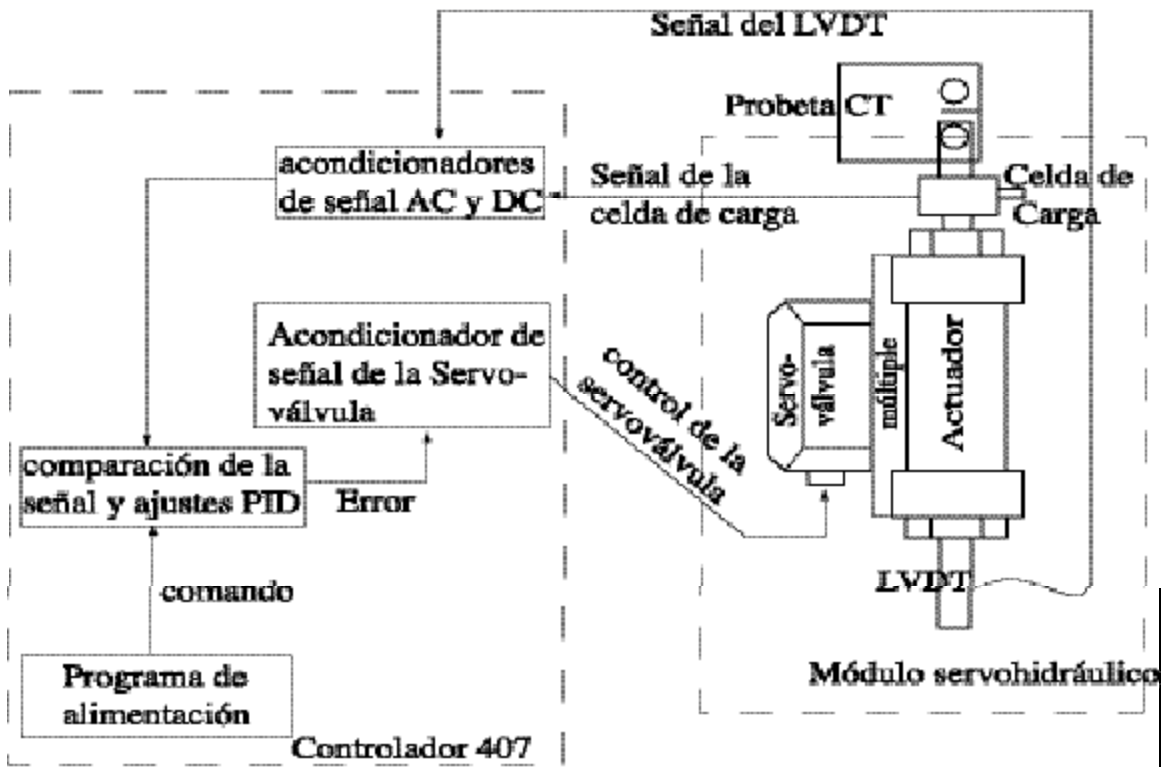 Señal del LVDT
Probeta CT
acondicionadores
de señal AC y DC
Señal de la
celda de carga
Celda de
Carga
Acondicionador de
señal de la Servo-
válvula
control de la
servoválvula
Servo-
válvula
múltiple
Actuador
comparación de la
señal y ajustes PID
Error
comando
LVDT
Programa de
alimentación
Módulo servohidráulico
Controlador 407